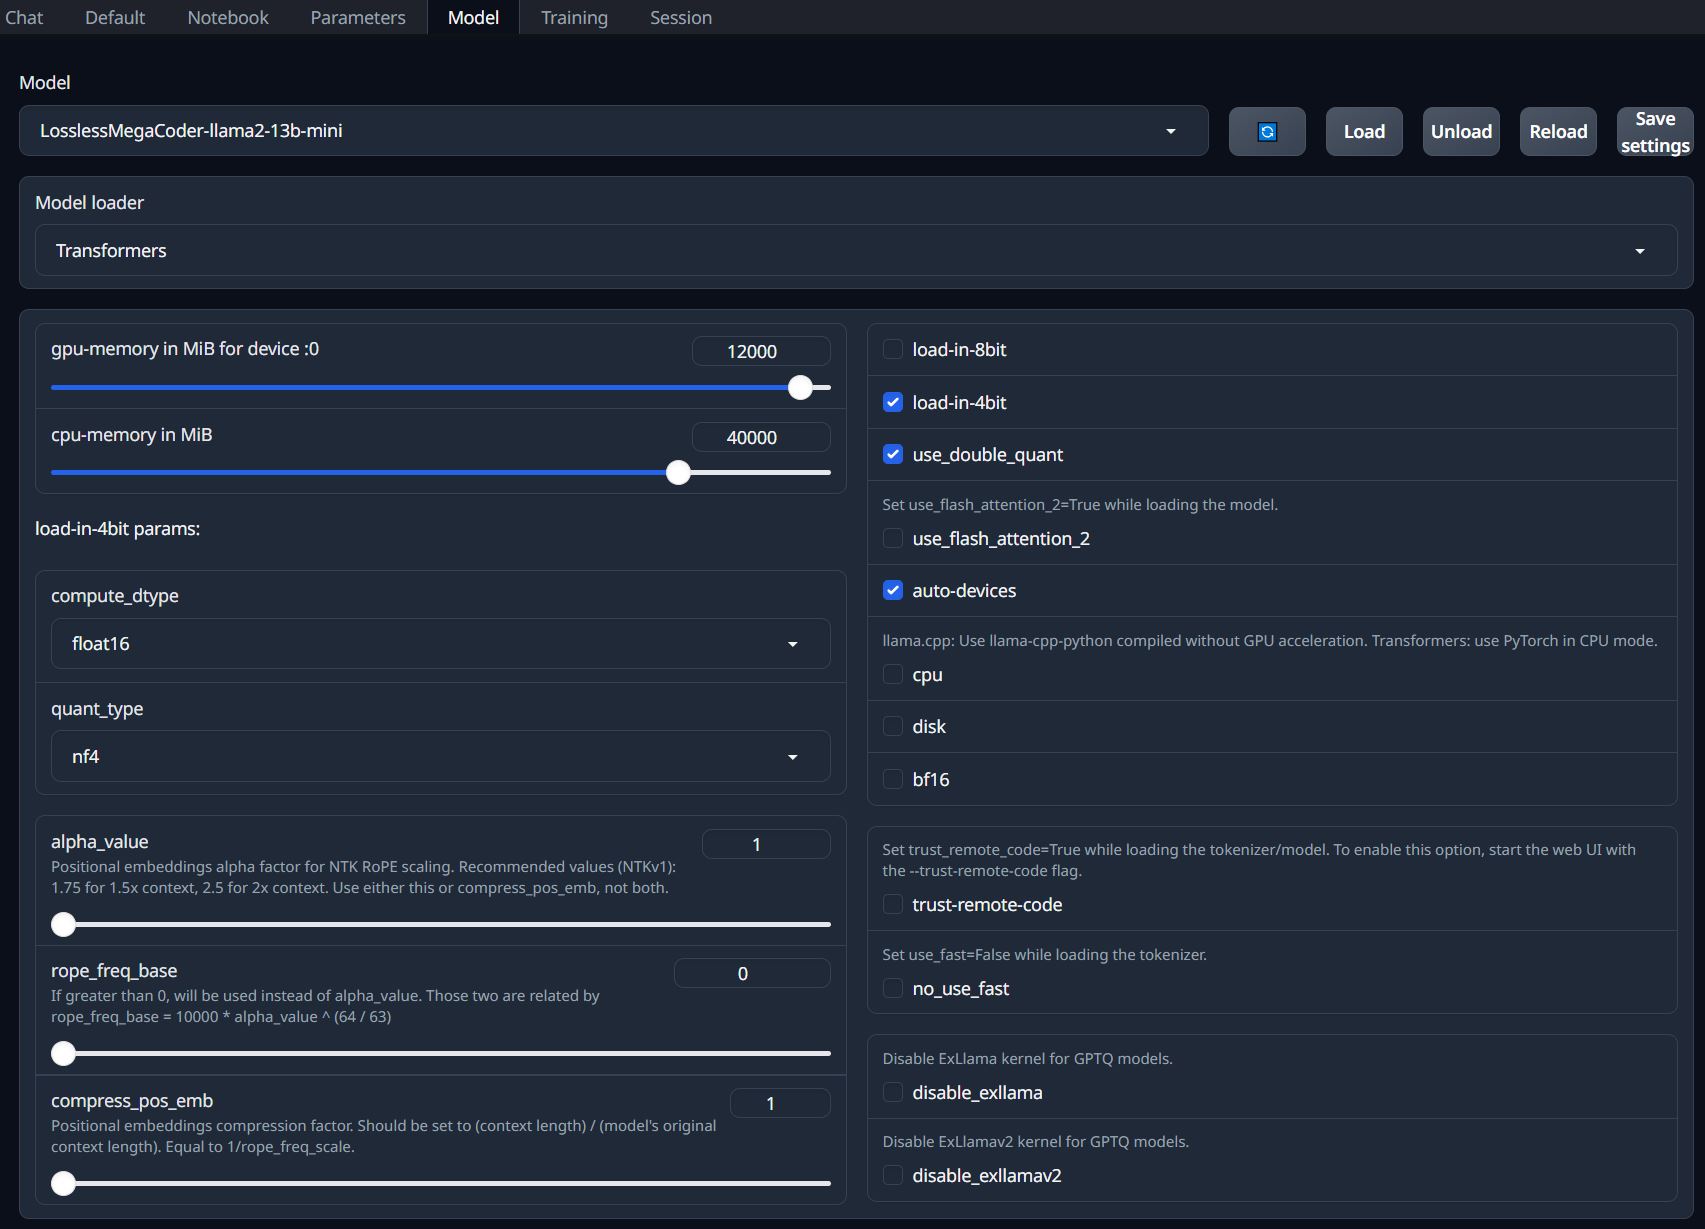 Chat Default Notebook Parameters Model Training Session
Model
LosslessMegaCoder-llama2-13b-mini
Load
Unload
Reload
Save
settings
Model loader
Transformers
gpu-memory in MiB for device :0
12000
cpu-memory in MiB
40000
load-in-4bit params:
compute_dtype
float16
quant_type
nf4
alpha_value
1
Positional embeddings alpha factor for NTK RoPE scaling. Recommended values (NTKv1):
1.75 for 1.5x context, 2.5 for 2x context. Use either this or compress_pos_emb, not both.
rope_freq_base
0
If greater than 0, will be used instead of alpha_value. Those two are related by
rope_freq_base = 10000 * alpha_value ^ (64 / 63)
compress_pos_emb
1
Positional embeddings compression factor. Should be set to (context length) / (model's original
context length). Equal to 1/rope_freq_scale.
load-in-8bit
load-in-4bit
use_double_quant
Set use_flash_attention_2=True while loading the model.
use_flash_attention_2
auto-devices
llama.cpp: Use llama-cpp-python compiled without GPU acceleration. Transformers: use PyTorch in CPU mode.
cpu
disk
bf16
Set trust_remote_code=True while loading the tokenizer/model. To enable this option, start the web UI with
the --trust-remote-code flag.
trust-remote-code
Set use_fast=False while loading the tokenizer.
no_use_fast
Disable ExLlama kernel for GPTQ models.
disable_exllama
Disable ExLlamav2 kernel for GPTQ models.
disable_exllamav2